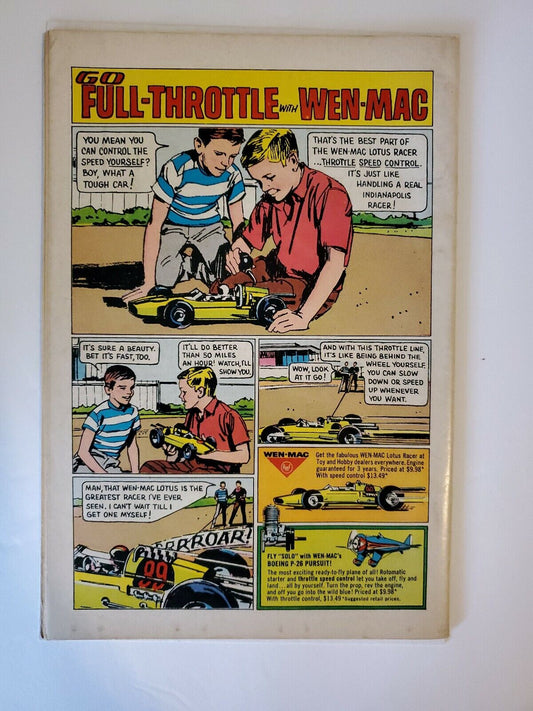 GO
FULL-THROTTLE WITH WEN-MAC
YOU MEAN YOU
CAN CONTROL THE
SPEED YOURSELF?
BOY, WHAT A
TOUGH CAR!
THAT'S THE BEST PART OF
THE WEN-MAC LOTUS RACER
...THROTTLE SPEED CONTROL.
IT'S JUST LIKE
HANDLING A REAL
INDIANAPOLIS
RACER!
IT'S SURE A BEAUTY.
BET IT'S FAST, TOO.
IT'LL DO BETTER
THAN 50 MILES
AN HOUR! WATCH, I'LL
SHOW YOU.
WOW, LOOK
AT IT GO!
AND WITH THIS THROTTLE LINE,
IT'S LIKE BEING BEHIND THE
WHEEL YOURSELF.
YOU CAN SLOW
DOWN OR SPEED
UP WHENEVER
YOU WANT.
MAN, THAT WEN-MAC LOTUS IS THE
GREATEST RACER I'VE EVER
SEEN. I CAN'T WAIT TILL I
GET ONE MYSELF!
RRRROAR!
WEN-MAC
Get the fabulous WEN-MAC Lotus Racer at
Toy and Hobby dealers everywhere. Engine
guaranteed for 3 years. Priced at $9.98*
With speed control $13.49*
FLY "SOLO" with WEN-MAC's
BOEING P-26 PURSUIT!
The most exciting ready-to-fly plane of all! Rotomatic
starter and throttle speed control let you take off, fly and
land... all by yourself. Turn the prop, rev the engine,
and off you go into the wild blue! Priced at $9.98*
With throttle control, $13.49 *Suggested retail prices.